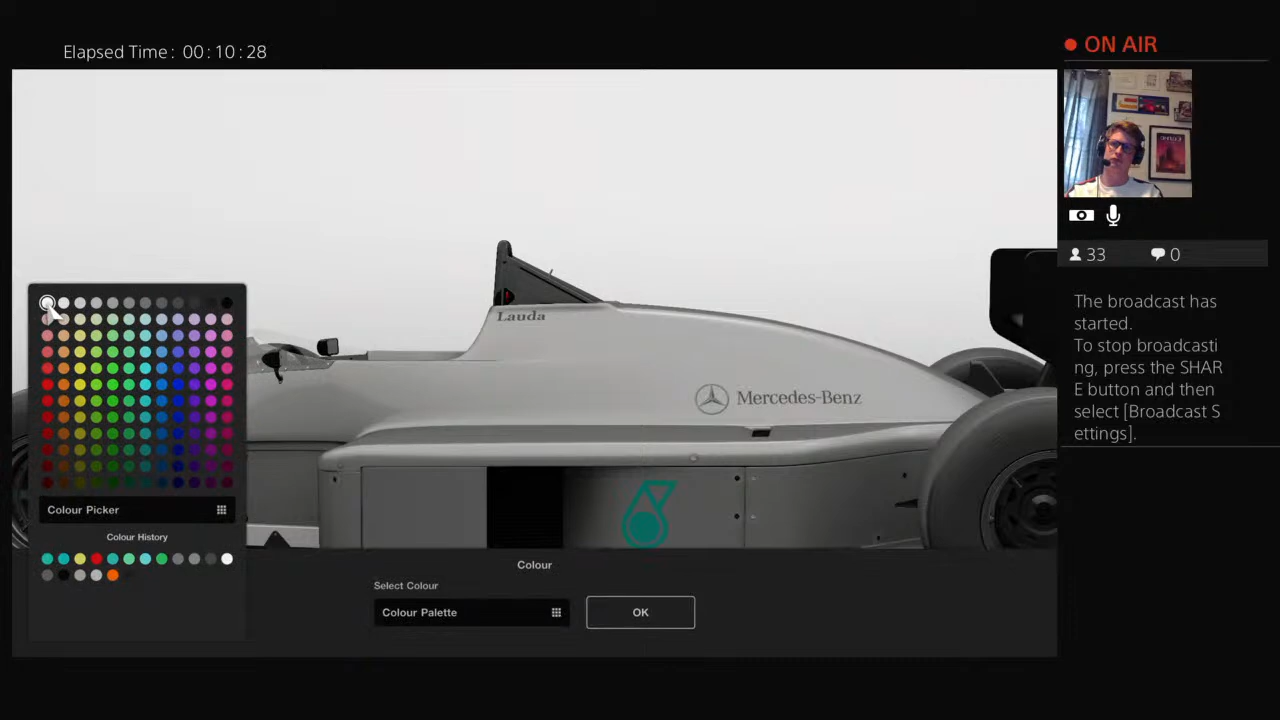 Elapsed Time: 00:10:28
ON AIR
33
0
The broadcast has
started.
To stop broadcasti
ng, press the SHAR
E button and then
select [Broadcast S
ettings].
Lauda
Mercedes-Benz
Colour Picker
Colour History
Colour
Select Colour
Colour Palette
OK